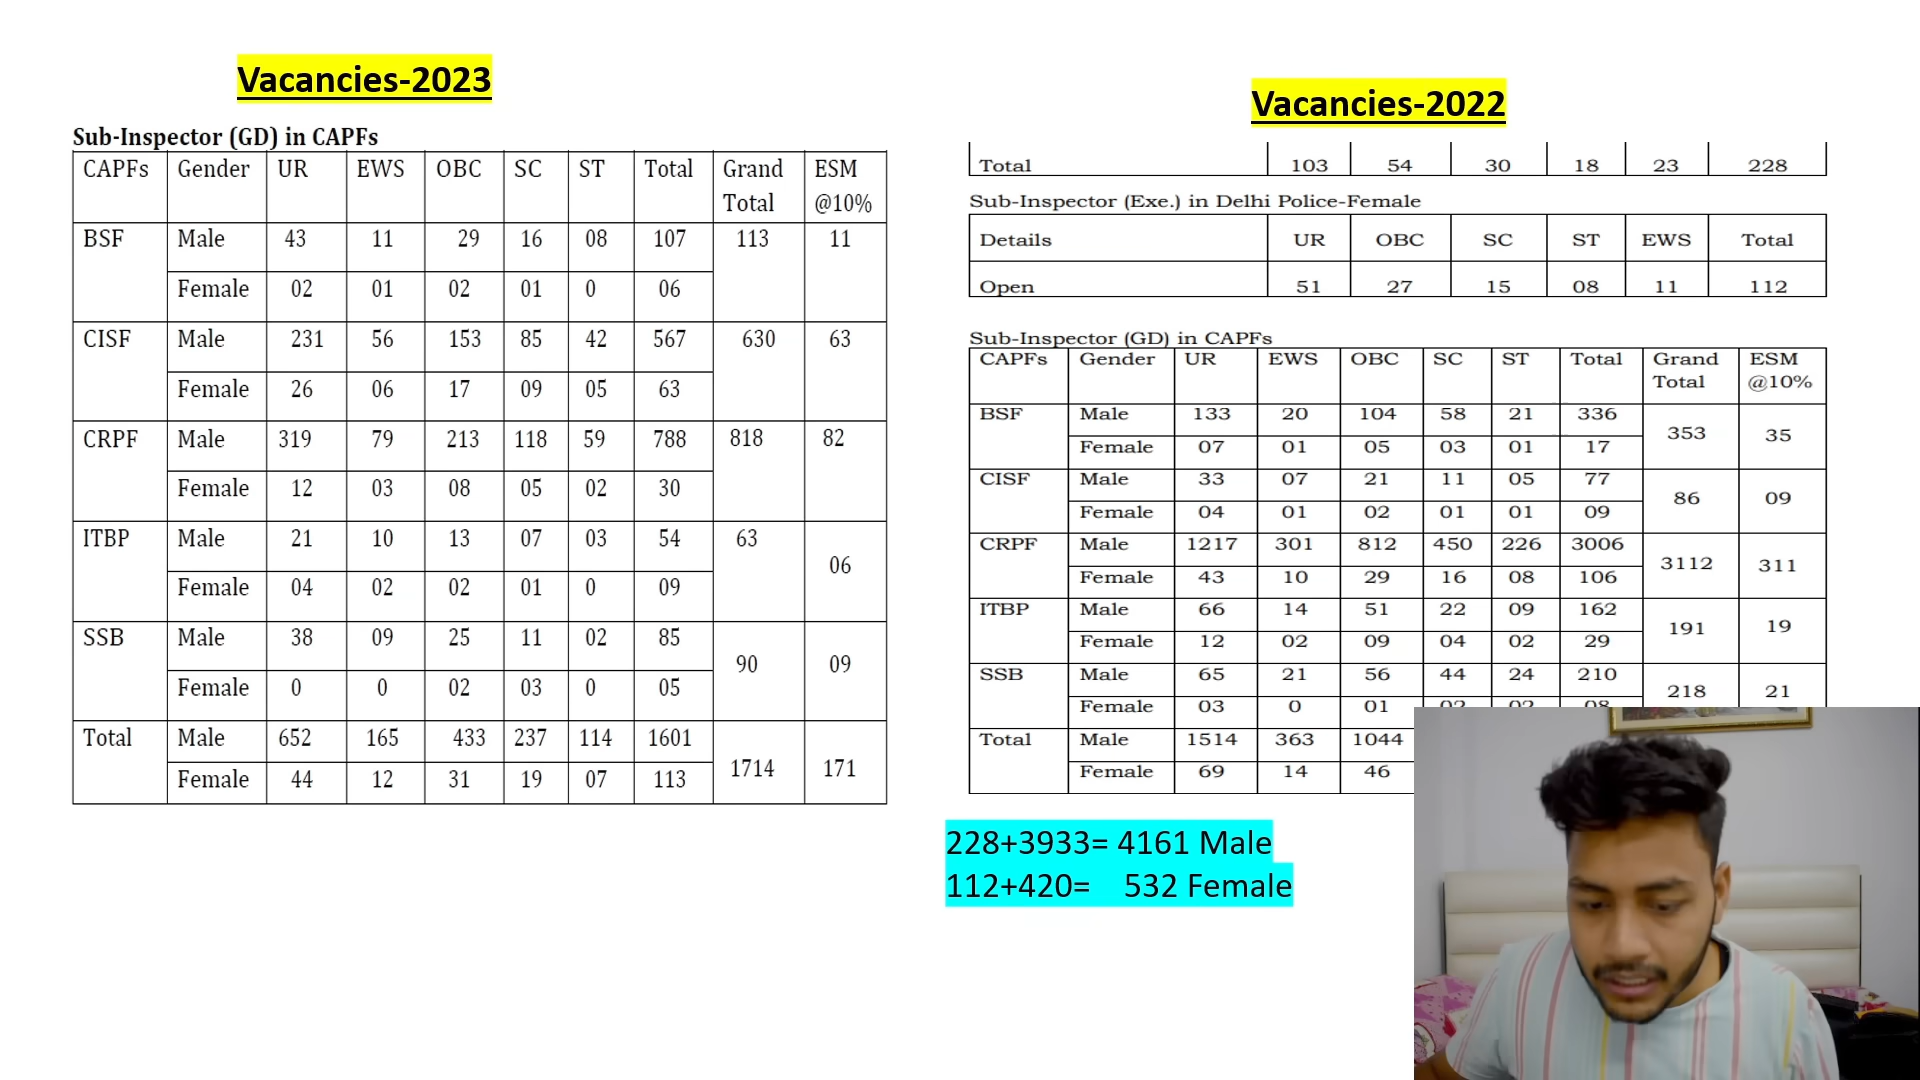 Vacancies-2023
Sub-Inspector (GD) in CAPFs
CAPFs Gender UR EWS OBC SC ST Total Grand Total ESM @10%
BSF Male 43 11 29 16 08 107 113 11
Female 02 01 02 01 0 06
CISF Male 231 56 153 85 42 567 630 63
Female 26 06 17 09 05 63
CRPF Male 319 79 213 118 59 788 818 82
Female 12 03 08 05 02 30
ITBP Male 21 10 13 07 03 54 63 06
Female 04 02 02 01 0 09
SSB Male 38 09 25 11 02 85 90 09
Female 0 0 02 03 0 05
Total Male 652 165 433 237 114 1601 1714 171
Female 44 12 31 19 07 113
Vacancies-2022
Total 103 54 30 18 23 228
Sub-Inspector (Exe.) in Delhi Police-Female
Details UR OBC SC ST EWS Total
Open 51 27 15 08 11 112
Sub-Inspector (GD) in CAPFs
CAPFs Gender UR EWS OBC SC ST Total Grand Total ESM @10%
BSF Male 133 20 104 58 21 336 353 35
Female 07 01 05 03 01 17
CISF Male 33 07 21 11 05 77 86 09
Female 04 01 02 01 01 09
CRPF Male 1217 301 812 450 226 3006 3112 311
Female 43 10 29 16 08 106
ITBP Male 66 14 51 22 09 162 191 19
Female 12 02 09 04 02 29
SSB Male 65 21 56 44 24 210 218 21
Female 03 0 01
Total Male 1514 363 1044
Female 69 14 46
228+3933= 4161 Male
112+420= 532 Female